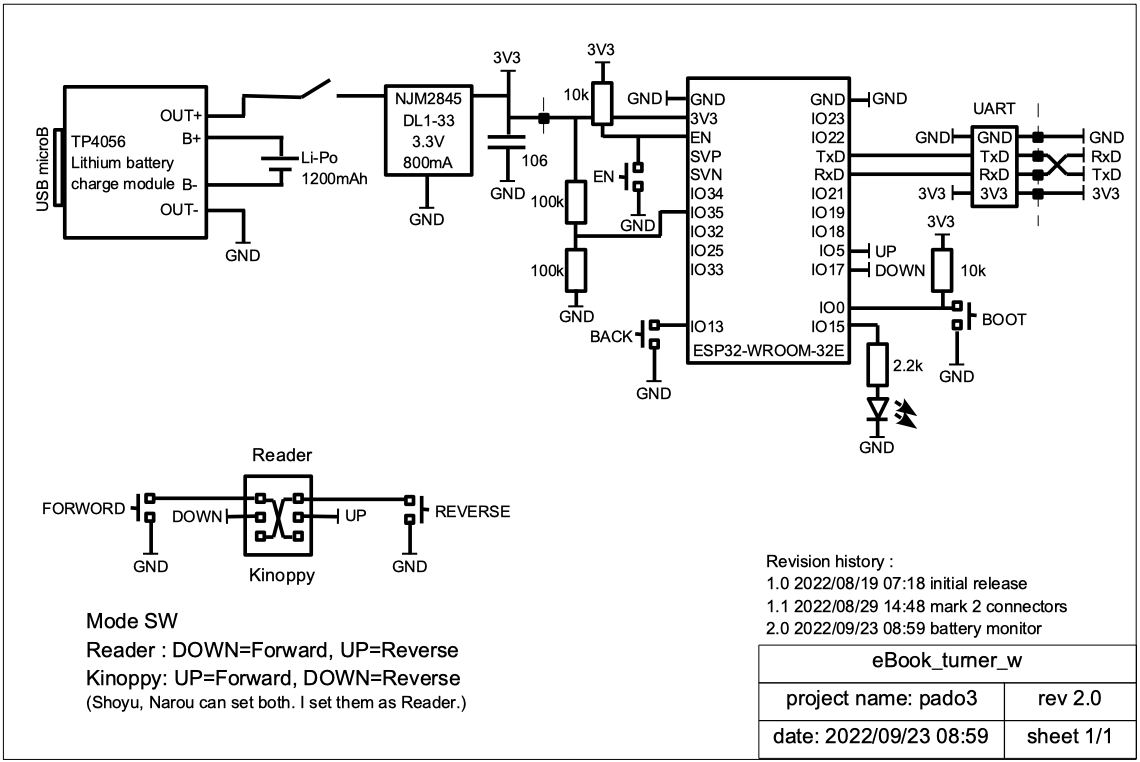 TP4056
Lithium battery
charge module
USB microB
OUT+
B+
B-
OUT-
GND
Li-Po
1200mAh
NJM2845
DL1-33
3.3V
800mA
GND
3V3
106
GND
3V3
10k
100k
100k
GND
EN
GND
GND
BACK
GND
GND
3V3
EN
SVP
SVN
IO34
IO35
IO32
IO25
IO33
IO13
GND
IO23
IO22
TxD
RxD
IO21
IO19
IO18
IO5
IO17
IO0
IO15
ESP32-WROOM-32E
GND
UP
DOWN
UART
GND GND GND
TxD RxD
RxD TxD
3V3 3V3 3V3
3V3
10k
BOOT
GND
2.2k
GND
Reader
FORWORD
DOWN
UP
REVERSE
GND
GND
Kinoppy
Mode SW
Reader : DOWN=Forward, UP=Reverse
Kinoppy: UP=Forward, DOWN=Reverse
(Shoyu, Narou can set both. I set them as Reader.)
Revision history :
1.0 2022/08/19 07:18 initial release
1.1 2022/08/29 14:48 mark 2 connectors
2.0 2022/09/23 08:59 battery monitor
eBook_turner_w
project name: pado3
rev 2.0
date: 2022/09/23 08:59
sheet 1/1